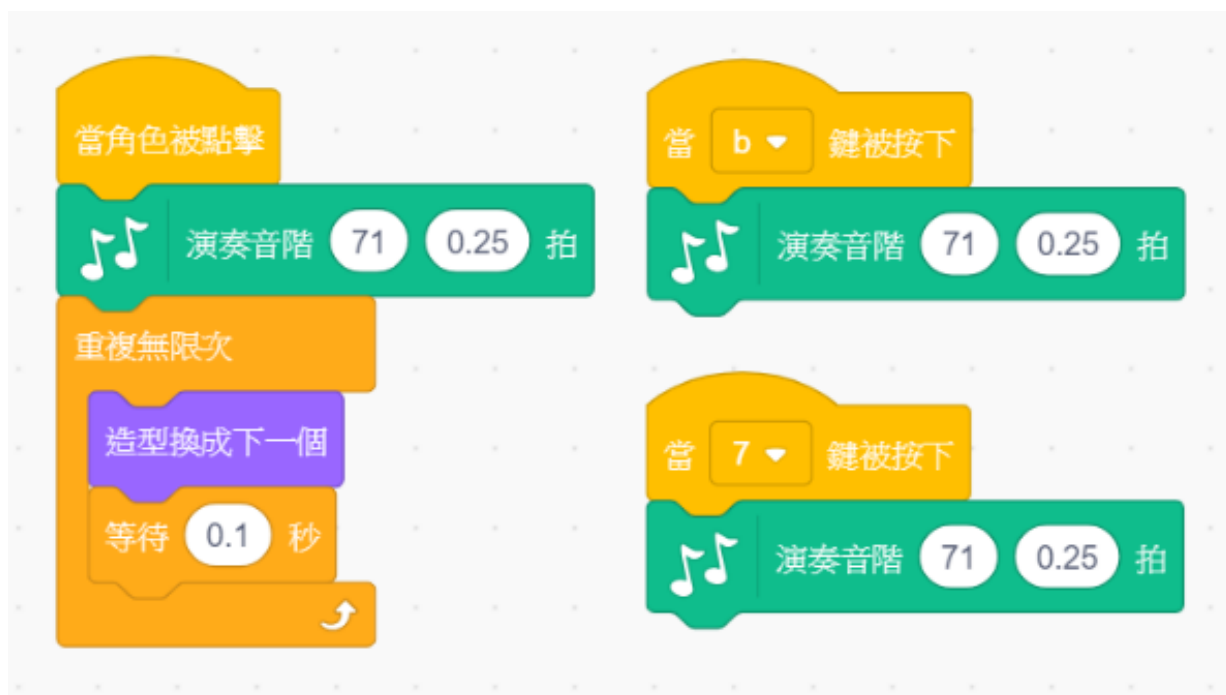 當角色被點擊
演奏音階 71 0.25 拍
重複無限次
造型換成下一個
等待 0.1 秒
當 b 鍵被按下
演奏音階 71 0.25 拍
當 7 鍵被按下
演奏音階 71 0.25 拍